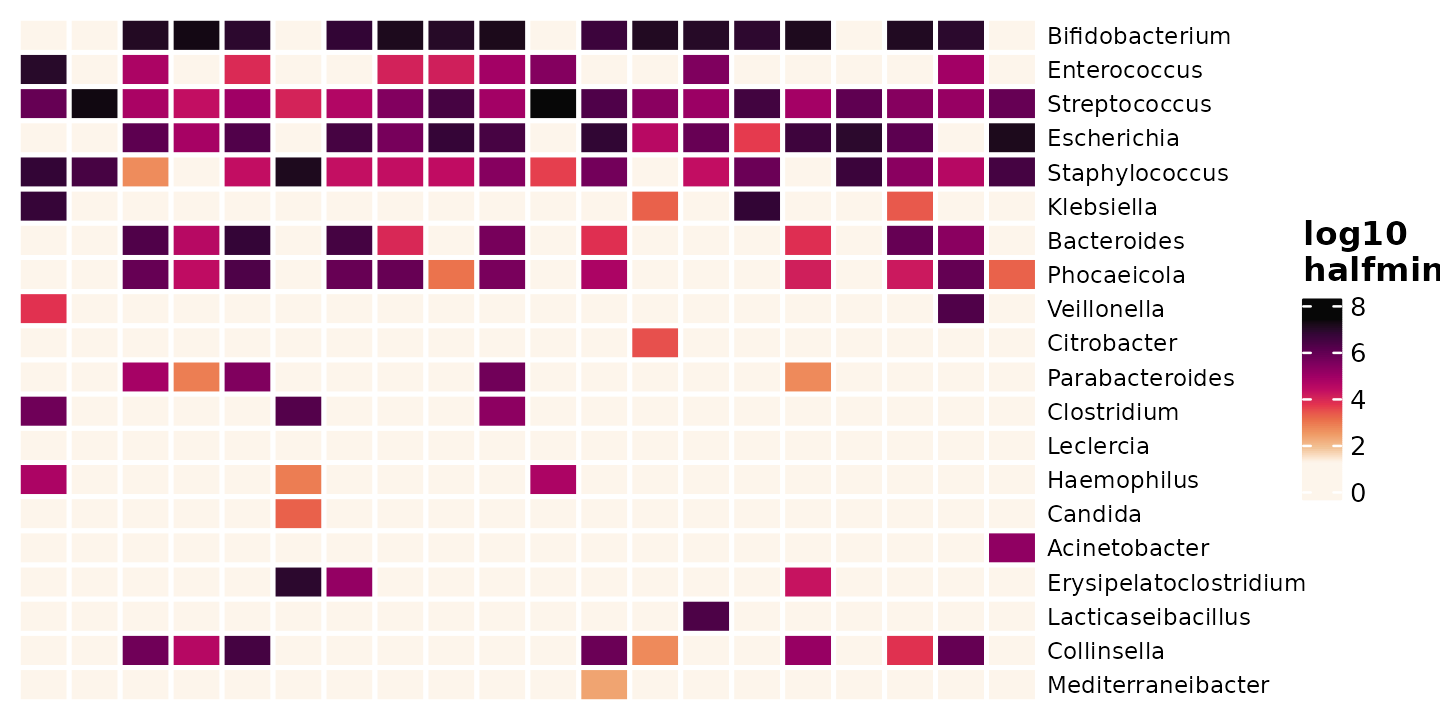 Bifidobacterium
Enterococcus
Streptococcus
Escherichia
Staphylococcus
Klebsiella
Bacteroides
Phocaeicola
Veillonella
Citrobacter
Parabacteroides
Clostridium
Leclercia
Haemophilus
Candida
Acinetobacter
Erysipelatoclostridium
Lacticaseibacillus
Collinsella
Mediterraneibacter
log10
halfmin
8
6
4
2
0